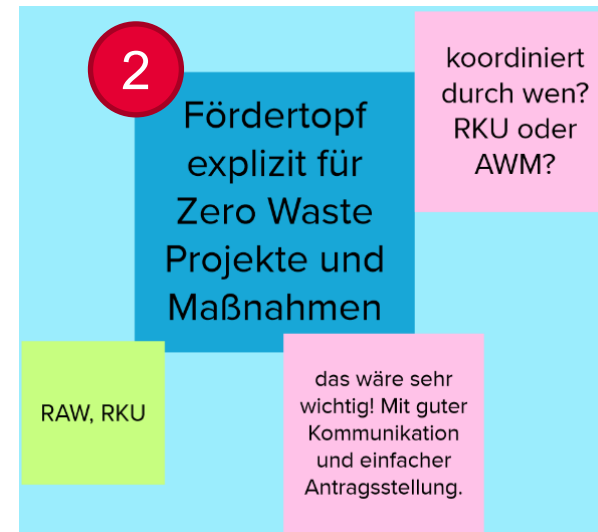 2
Fördertopf
explizit für
Zero Waste
Projekte und
Maßnahmen
koordiniert
durch wen?
RKU oder
AWM?
RAW, RKU
das wäre sehr
wichtig! Mit guter
Kommunikation
und einfacher
Antragsstellung.